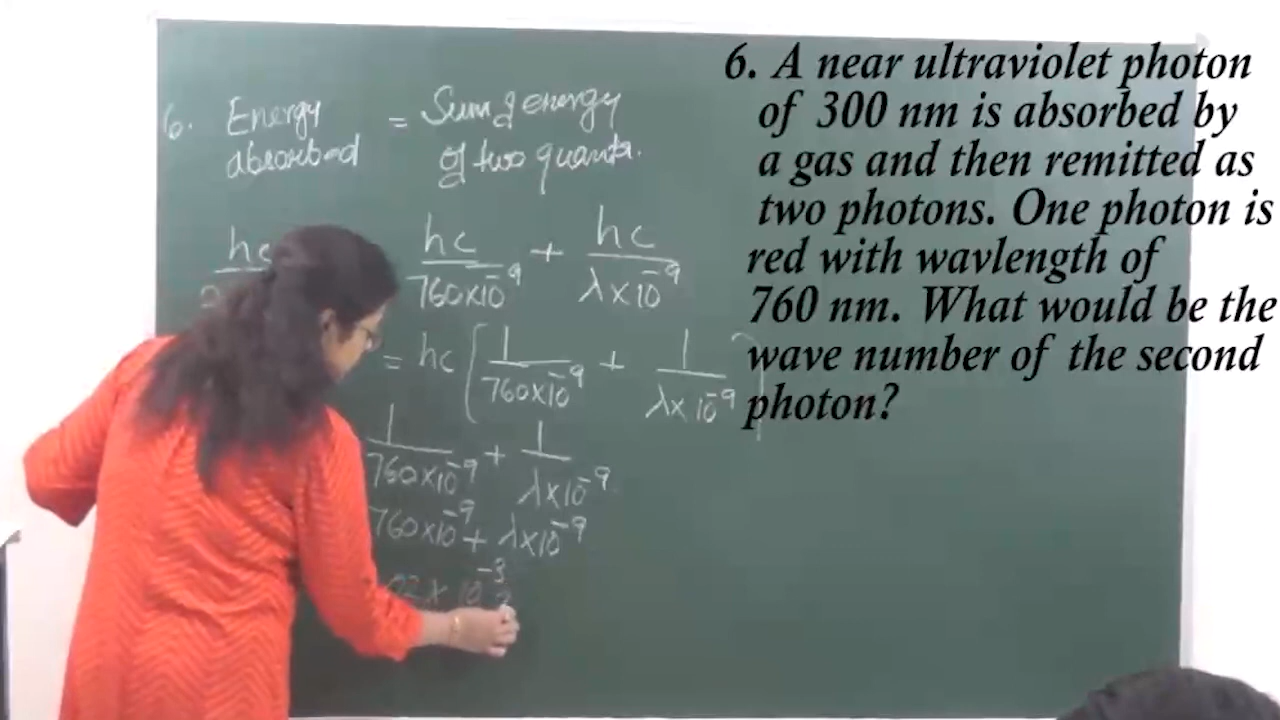 6. Energy = Sum of energy
absorbed of two quanta.
hc hc + hc
760×10⁻⁹ λ×10⁻⁹
= hc [ 1 + 1
760×10⁻⁹ λ×10⁻⁹
1 + 1
760×10⁻⁹ λ×10⁻⁹
760×10⁻⁹ + λ×10⁻⁹
6. A near ultraviolet photon
of 300 nm is absorbed by
a gas and then remitted as
two photons. One photon is
red with wavlength of
760 nm. What would be the
wave number of the second
photon?